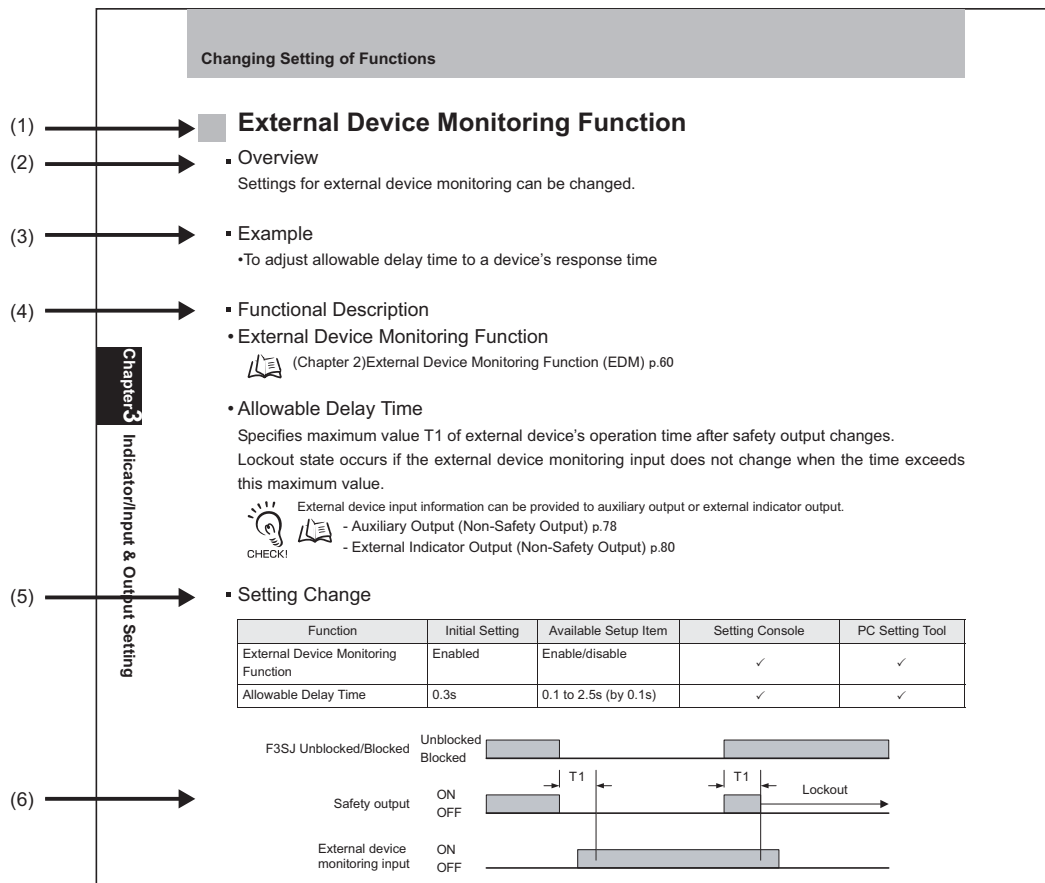 Changing Setting of Functions
(1)
External Device Monitoring Function
(2)
▪ Overview
Settings for external device monitoring can be changed.
(3)
▪ Example
•To adjust allowable delay time to a device's response time
(4)
▪ Functional Description
• External Device Monitoring Function
(Chapter 2)External Device Monitoring Function (EDM) p.60
• Allowable Delay Time
Specifies maximum value T1 of external device's operation time after safety output changes.
Lockout state occurs if the external device monitoring input does not change when the time exceeds
this maximum value.
External device input information can be provided to auxiliary output or external indicator output.
- Auxiliary Output (Non-Safety Output) p.78
- External Indicator Output (Non-Safety Output) p.80
CHECK!
Chapter3 Indicator/Input & Output Setting
(5)
▪ Setting Change
Function Initial Setting Available Setup Item Setting Console PC Setting Tool
External Device Monitoring
Function Enabled Enable/disable ✓ ✓
Allowable Delay Time 0.3s 0.1 to 2.5s (by 0.1s) ✓ ✓
F3SJ Unblocked/Blocked
Unblocked
Blocked
(6)
T1 T1
Safety output
ON
OFF
Lockout
External device
monitoring input
ON
OFF